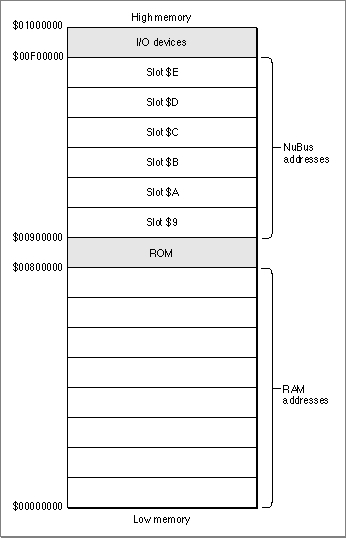 High memory
$01000000
I/O devices
$00F00000
Slot $E
Slot $D
Slot $C
Slot $B
Slot $A
Slot $9
NuBus
addresses
$00900000
ROM
$00800000
RAM
addresses
$00000000
Low memory